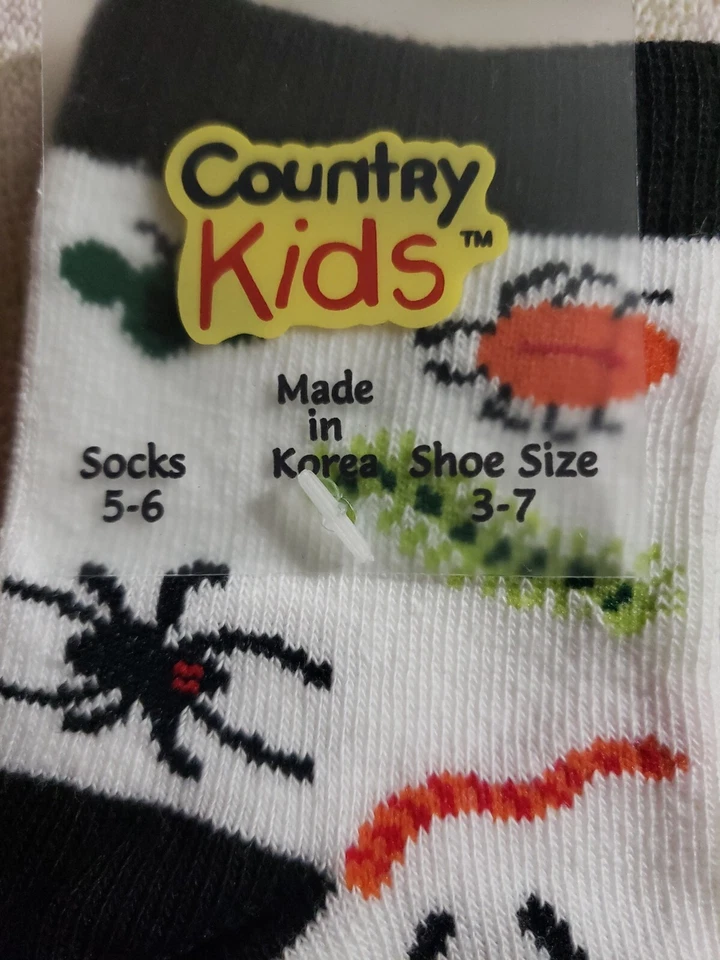 Country
Kids™
Made
in
Korea
Socks
5-6
Shoe Size
3-7